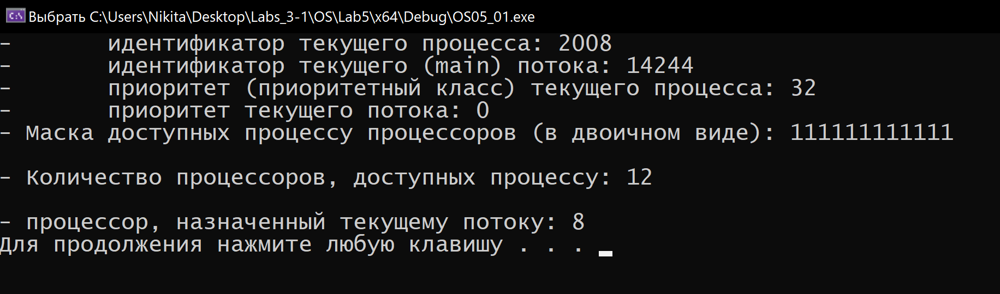 Выбрать C:\Users\Nikita\Desktop\Labs_3-1\OS\Lab5\x64\Debug\OS05_01.exe
- идентификатор текущего процесса: 2008
- идентификатор текущего (main) потока: 14244
- приоритет (приоритетный класс) текущего процесса: 32
- приоритет текущего потока: 0
- Маска доступных процессу процессоров (в двоичном виде): 111111111111
- Количество процессоров, доступных процессу: 12
- процессор, назначенный текущему потоку: 8
Для продолжения нажмите любую клавишу . . .